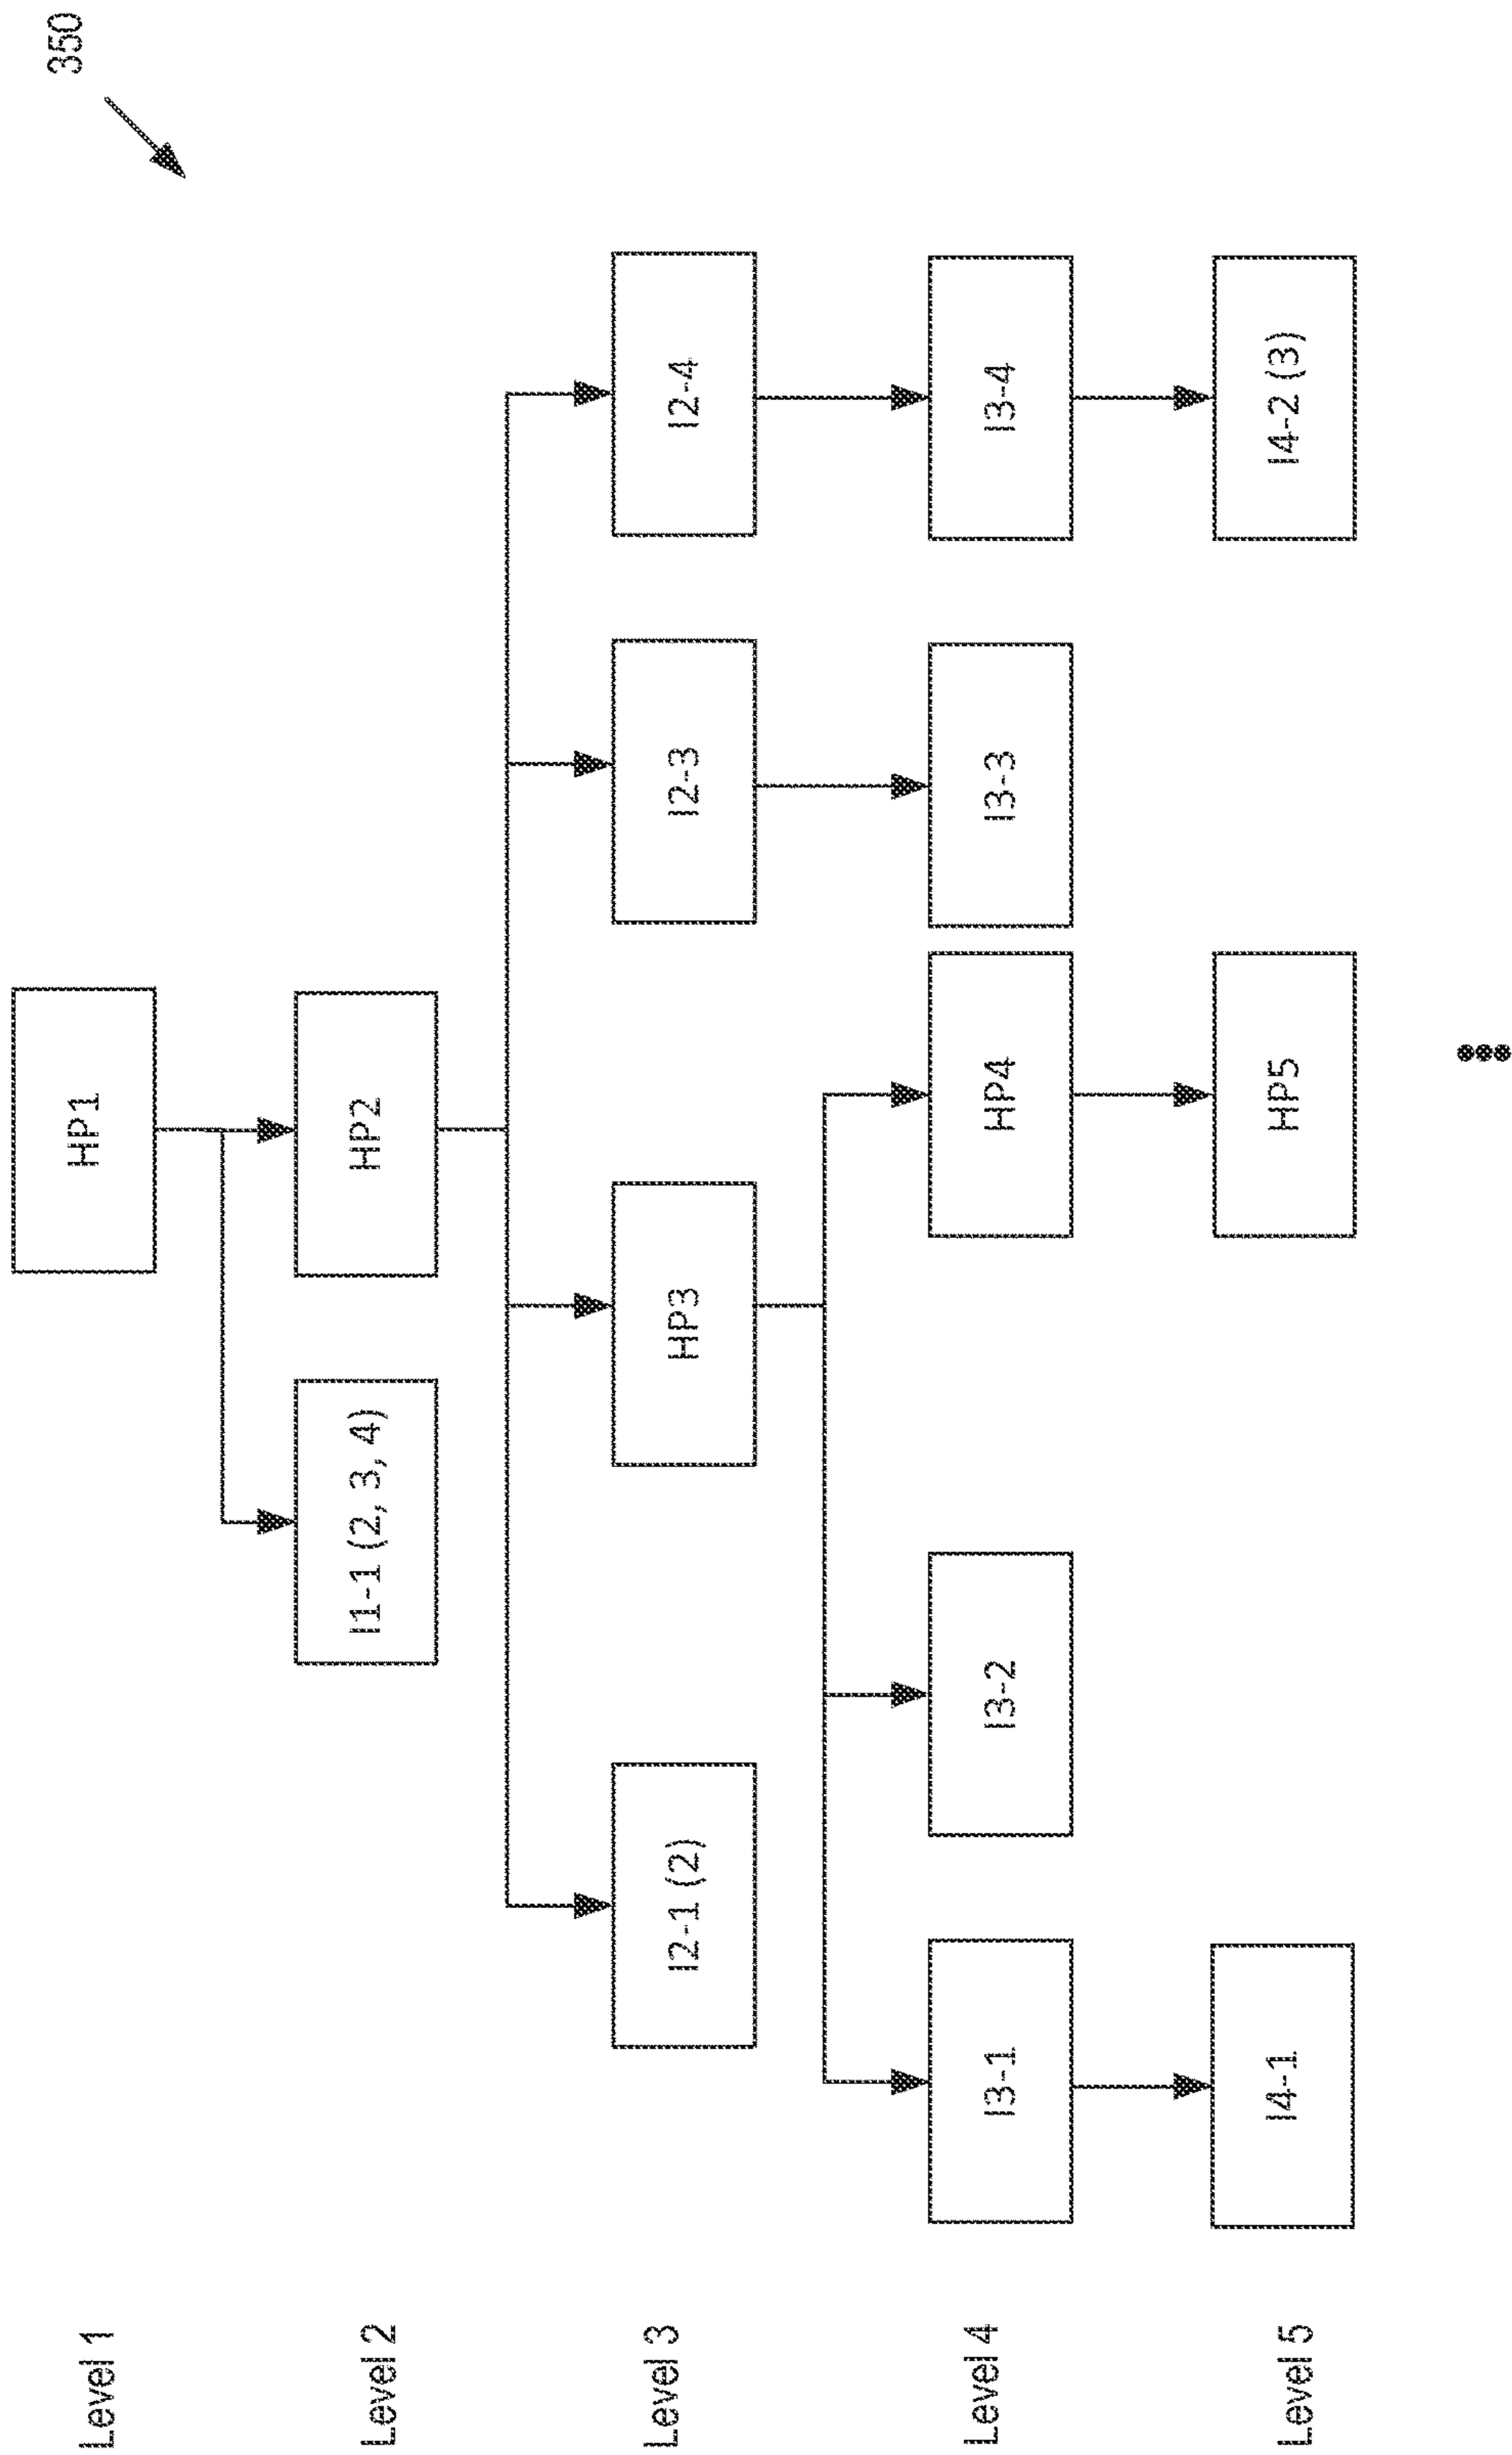 350
Level 1
HP1
Level 2
I1-1 (2, 3, 4)
HP2
Level 3
I2-1 (2)
HP3
I2-3
I2-4
Level 4
I3-1
I3-2
HP4
I3-3
I3-4
Level 5
I4-1
HP5
I4-2 (3)